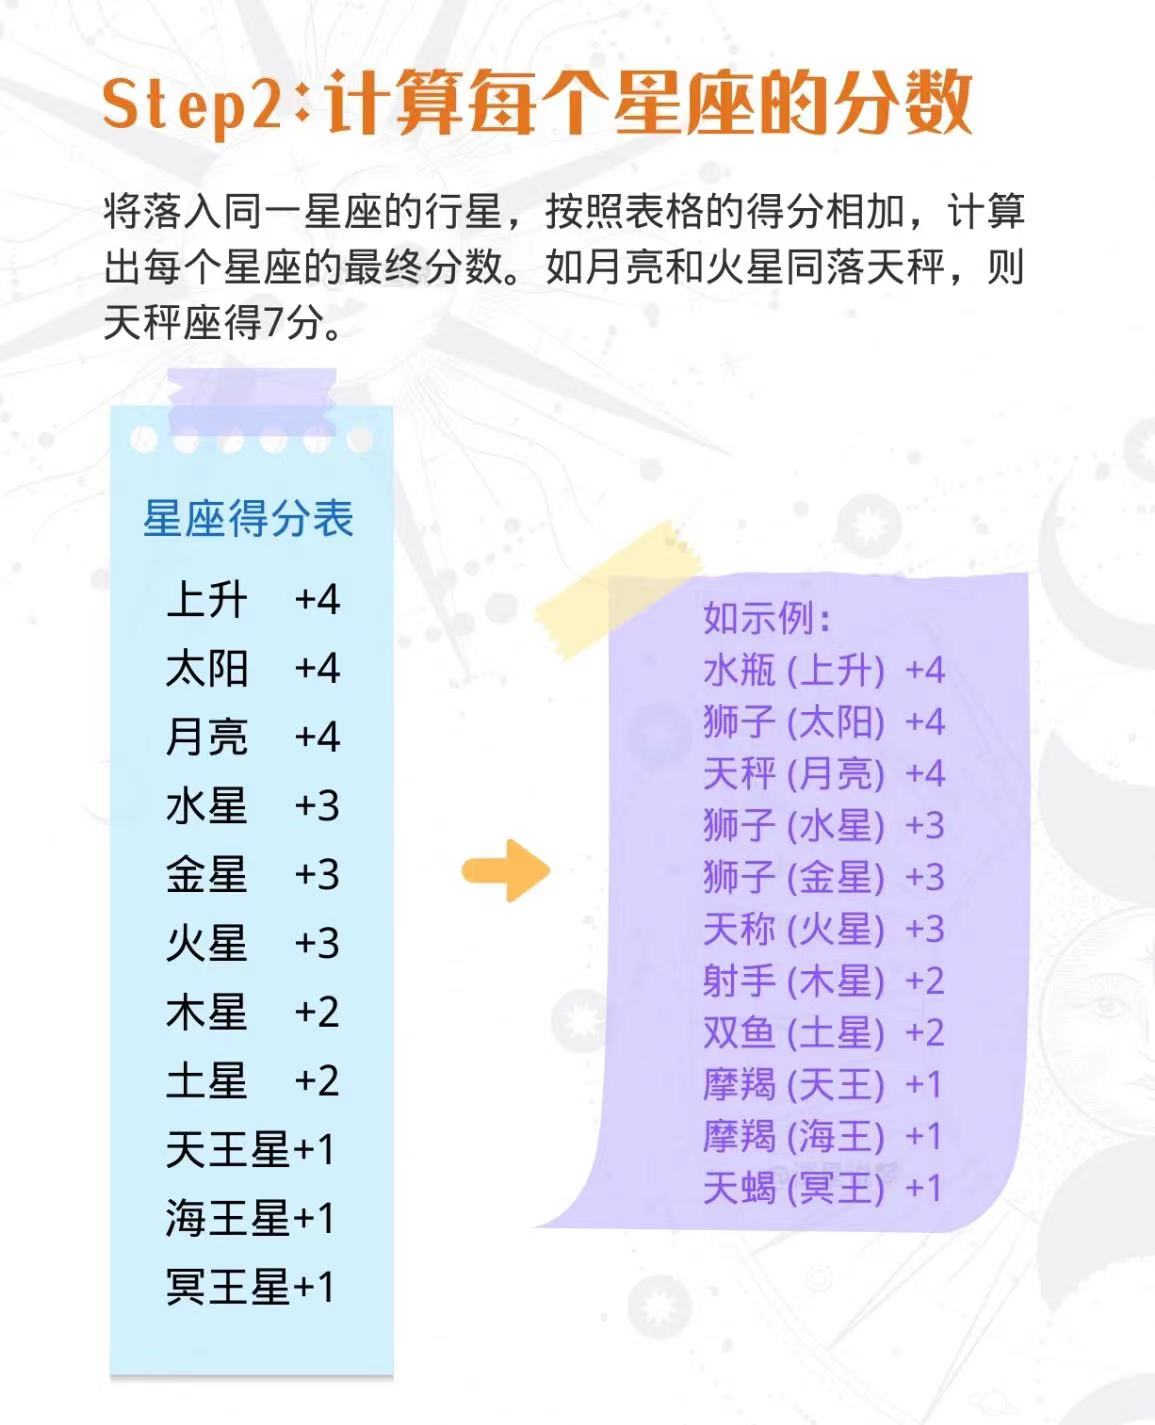 Step2:计算每个星座的分数
将落入同一星座的行星，按照表格的得分相加，计算
出每个星座的最终分数。如月亮和火星同落天秤，则
天秤座得7分。
星座得分表
上升 +4
太阳 +4
月亮 +4
水星 +3
金星 +3
火星 +3
木星 +2
土星 +2
天王星+1
海王星+1
冥王星+1
如示例：
水瓶 (上升) +4
狮子 (太阳) +4
天秤 (月亮) +4
狮子 (水星) +3
狮子 (金星) +3
天称 (火星) +3
射手 (木星) +2
双鱼 (土星) +2
摩羯 (天王) +1
摩羯 (海王) +1
天蝎 (冥王) +1